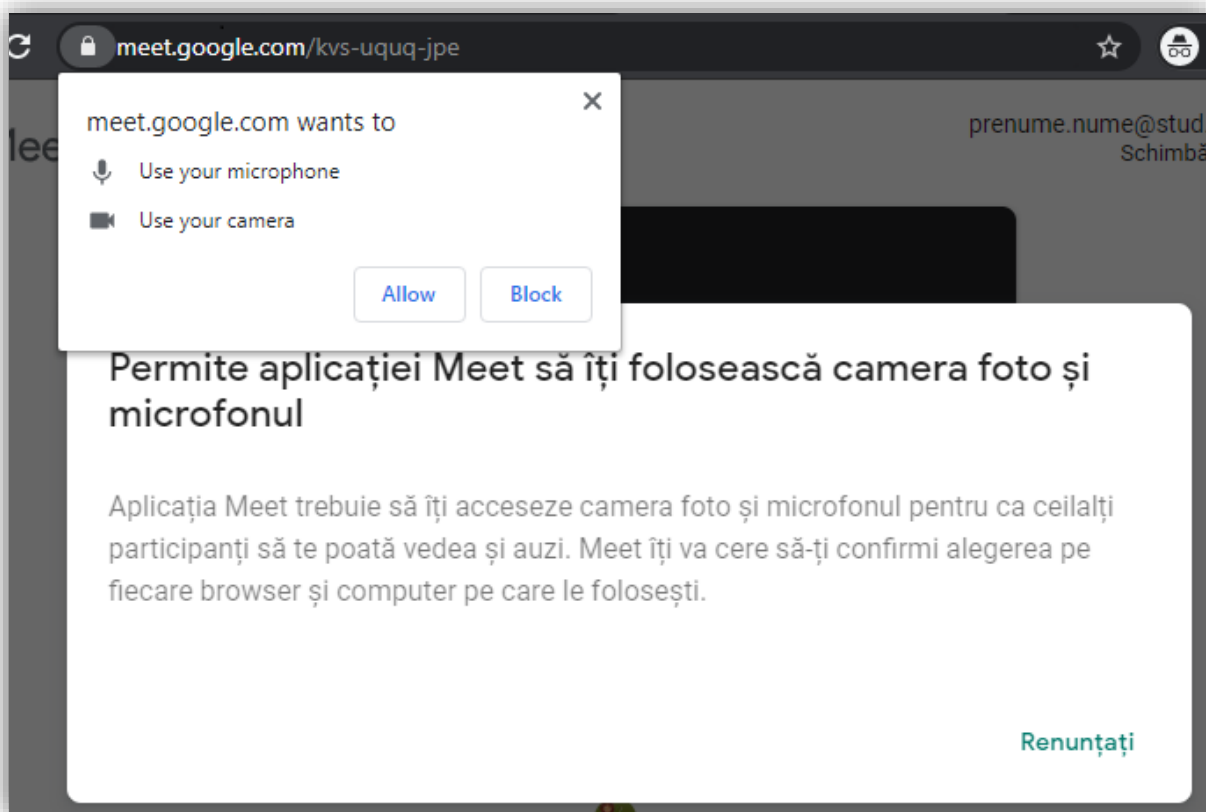 meet.google.com/kvs-uquq-jpe
meet.google.com wants to
Use your microphone
Use your camera
Allow
Block
prenume.nume@stud.
Schimbă
Permite aplicației Meet să îți folosească camera foto și
microfonul
Aplicația Meet trebuie să îți acceseze camera foto și microfonul pentru ca ceilalți
participanți să te poată vedea și auzi. Meet îți va cere să-ți confirmi alegerea pe
fiecare browser și computer pe care le folosești.
Renunțați